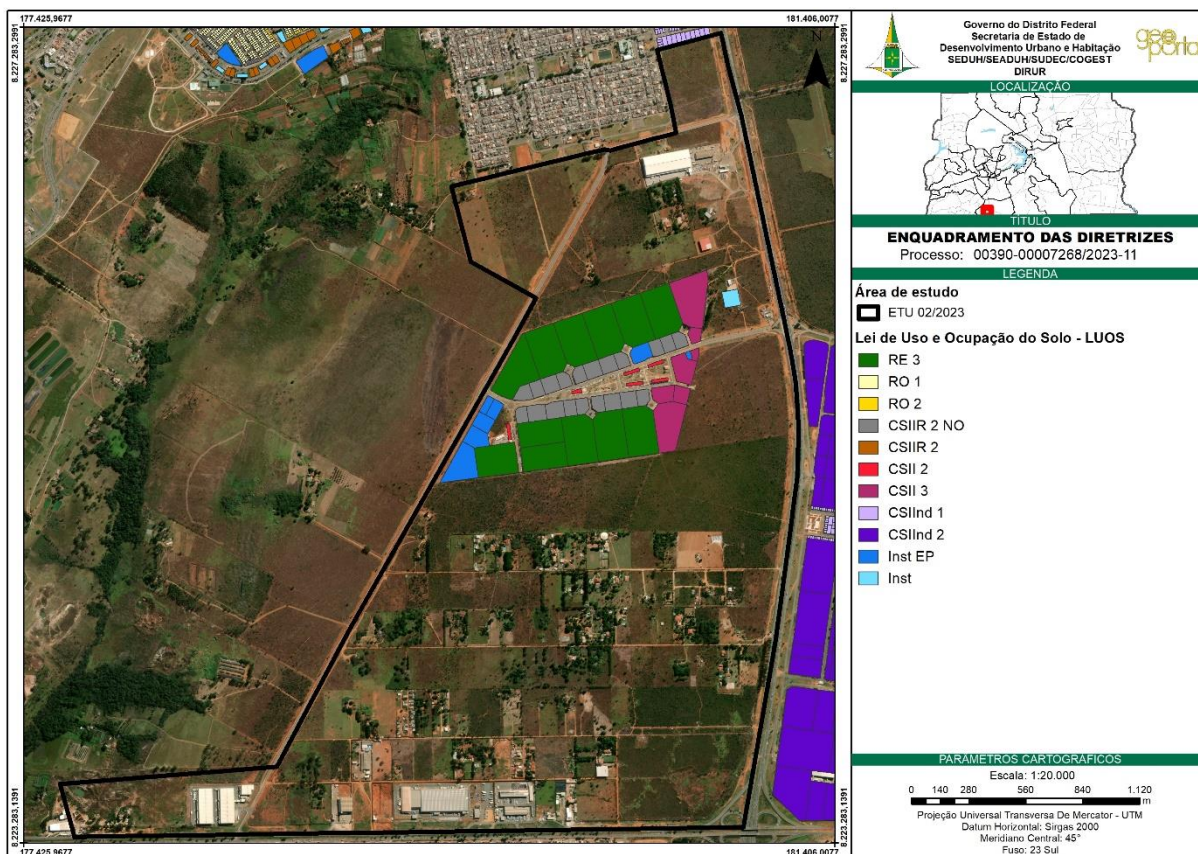 177.425,9677
181.406,0077
8.227.283,2991
8.227.283,2991
N
Governo do Distrito Federal
Secretaria de Estado de
Desenvolvimento Urbano e Habitação
SEDUH/SEADUH/SUDEC/COGEST
DIRUR
geoportal
LOCALIZAÇÃO
TÍTULO
ENQUADRAMENTO DAS DIRETRIZES
Processo: 00390-00007268/2023-11
LEGENDA
Área de estudo
ETU 02/2023
Lei de Uso e Ocupação do Solo - LUOS
RE 3
RO 1
RO 2
CSIIR 2 NO
CSIIR 2
CSII 2
CSII 3
CSIInd 1
CSIInd 2
Inst EP
Inst
PARAMETROS CARTOGRAFICOS
Escala: 1:20.000
0 140 280 560 840 1.120
m
Projeção Universal Transversa De Mercator - UTM
Datum Horizontal: Sirgas 2000
Meridiano Central: 45°
Fuso: 23 Sul
8.223.283,1391
8.223.283,1391
177.425,9677
181.406,0077